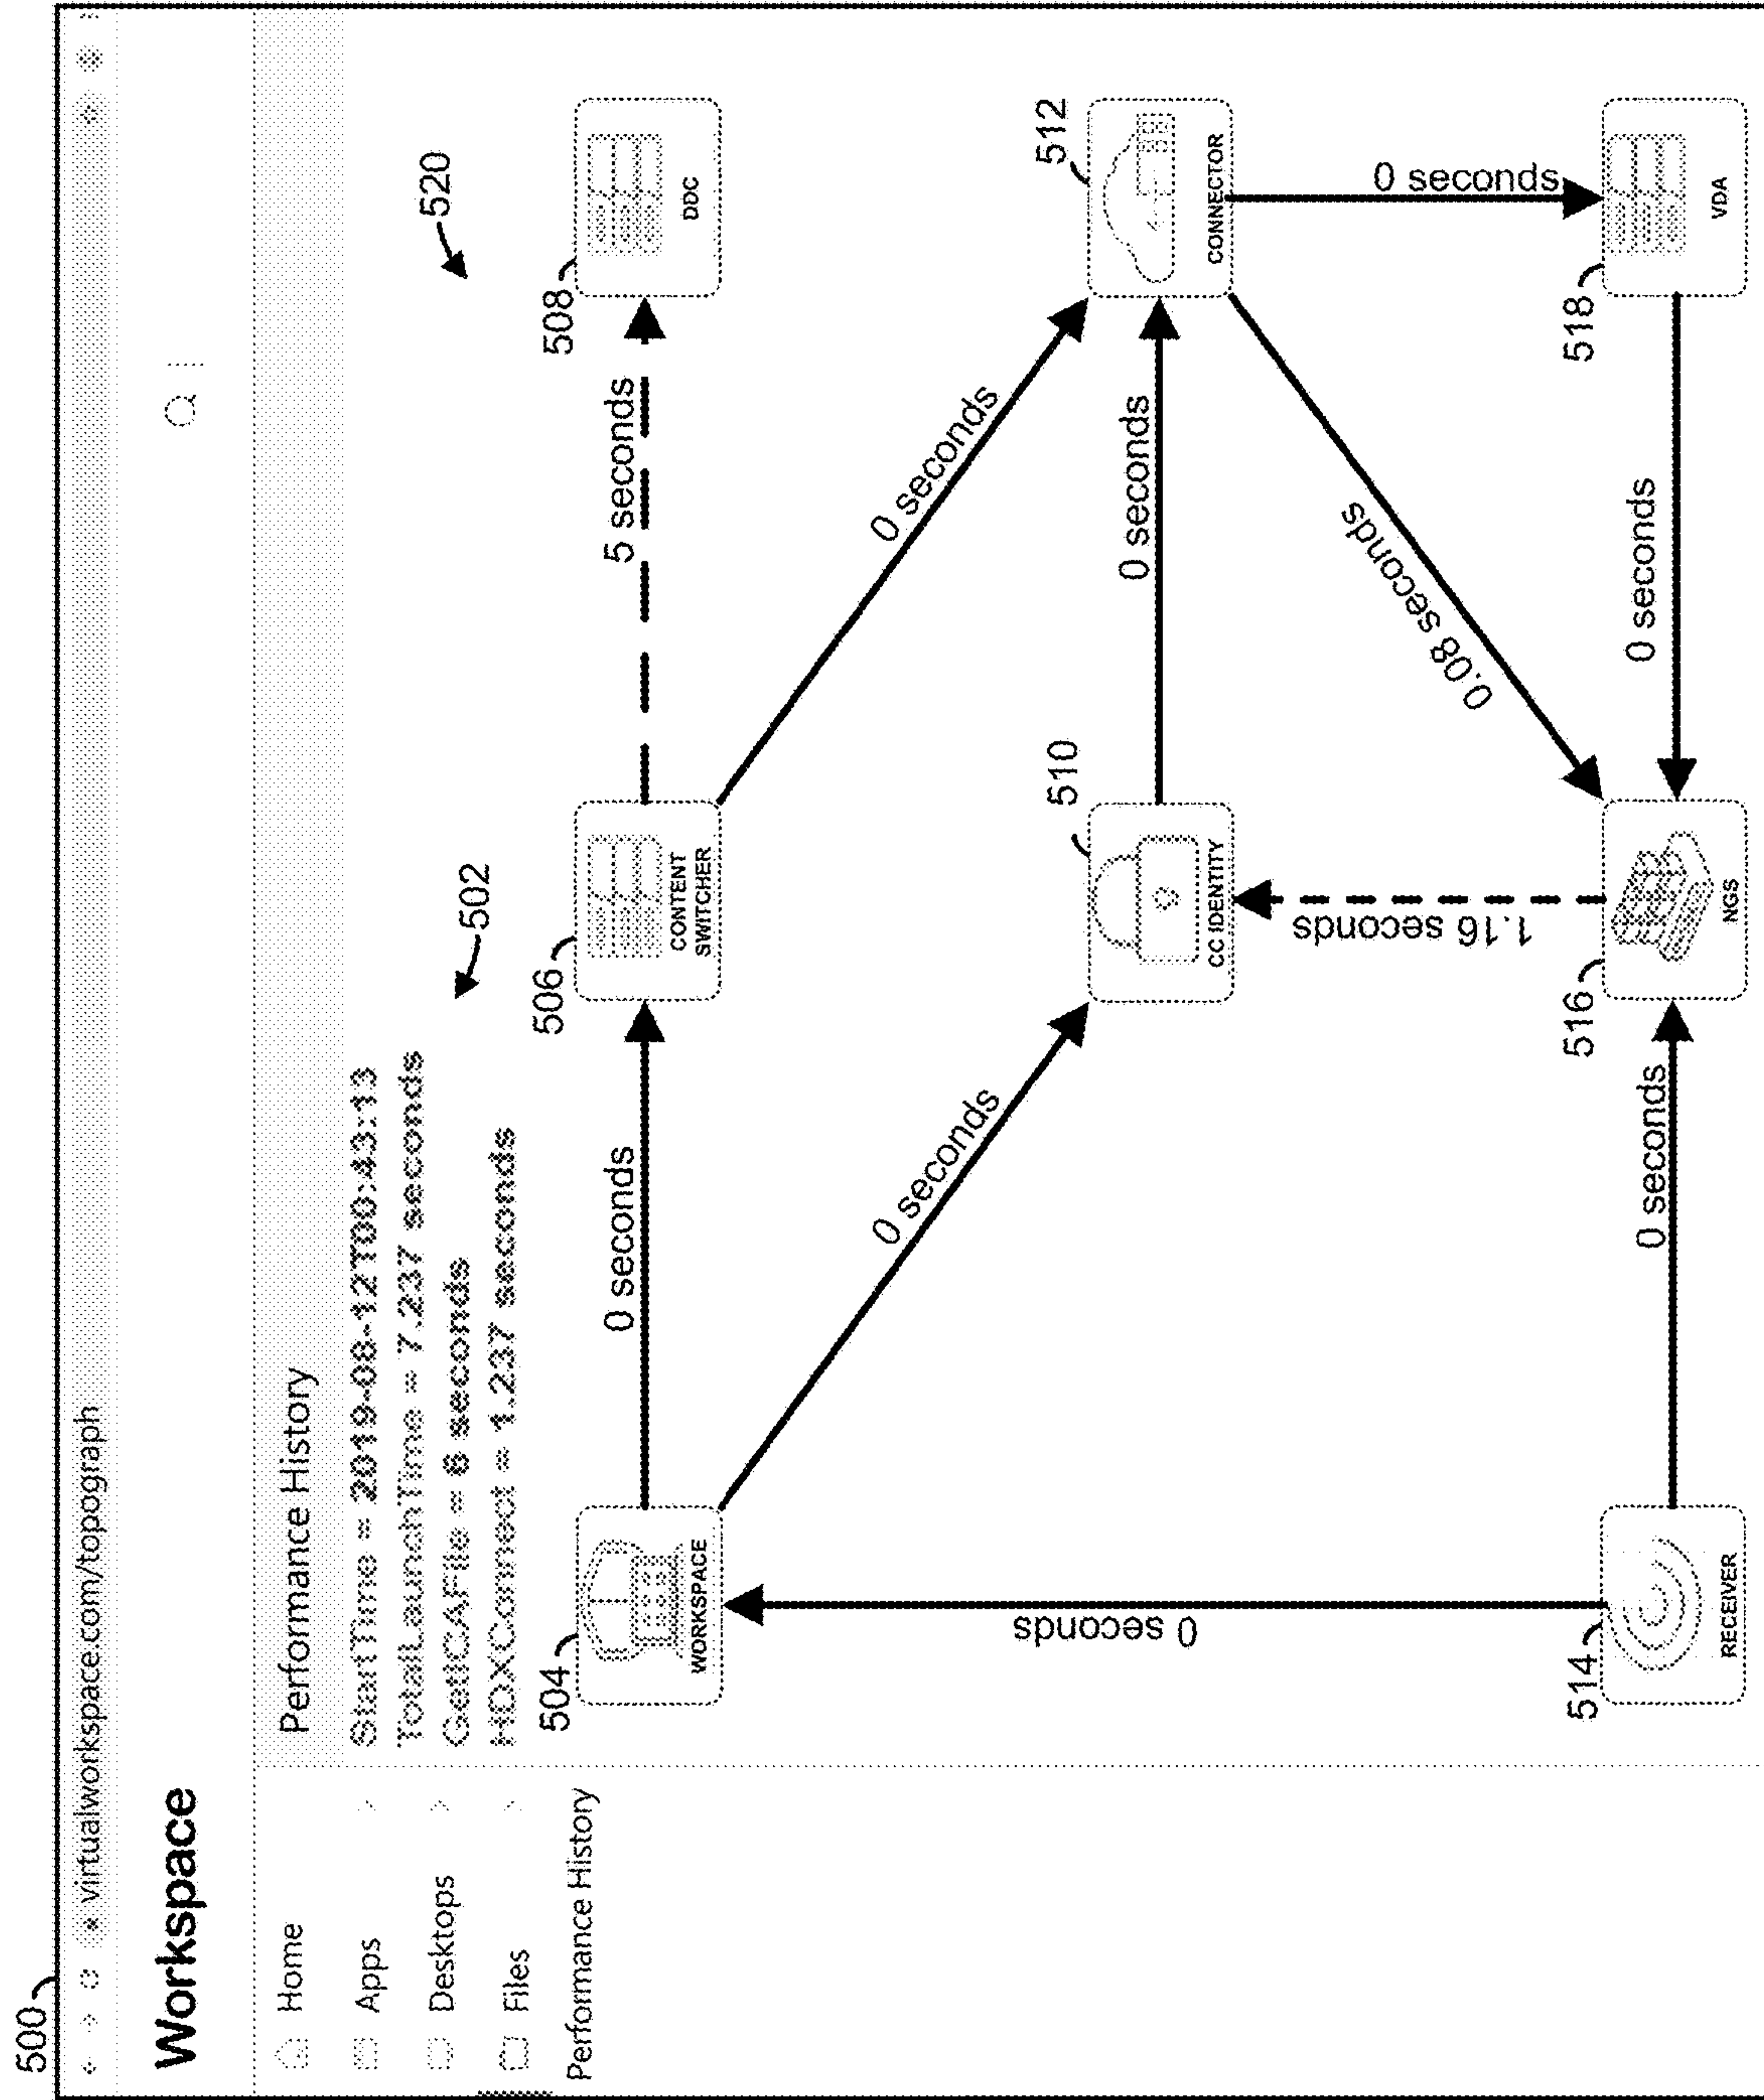 500
virtualworkspace.com/topograph
Workspace
Home
Apps
Desktops
Files
Performance History
Performance History
StartTime = 2019-08-12T00:43:13
TotalLaunchTime = 7.237 seconds
GetICAFile = 6 seconds
HDXConnect = 1.237 seconds
502
520
504
WORKSPACE
0 seconds
506
CONTENT
SWITCHER
5 seconds
508
DDC
0 seconds
0 seconds
0 seconds
510
CC IDENTITY
0 seconds
512
CONNECTOR
1.16 seconds
0.08 seconds
0 seconds
514
RECEIVER
0 seconds
516
NGS
0 seconds
518
VDA